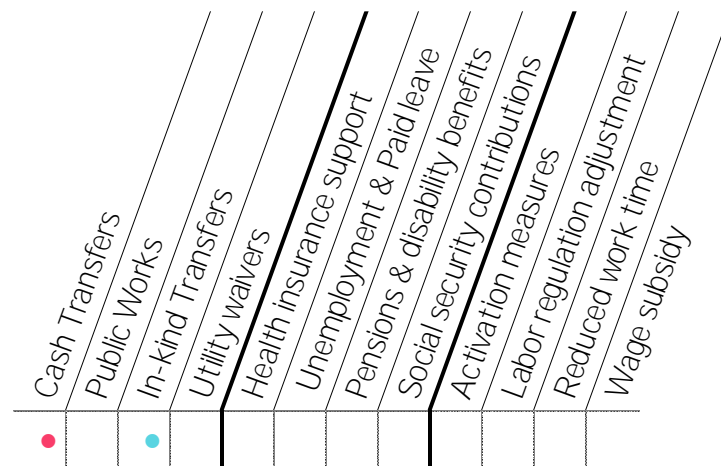 Cash Transfers
Public Works
In-kind Transfers
Utility waivers
Health insurance support
Unemployment & Paid leave
Pensions & disability benefits
Social security contributions
Activation measures
Labor regulation adjustment
Reduced work time
Wage subsidy